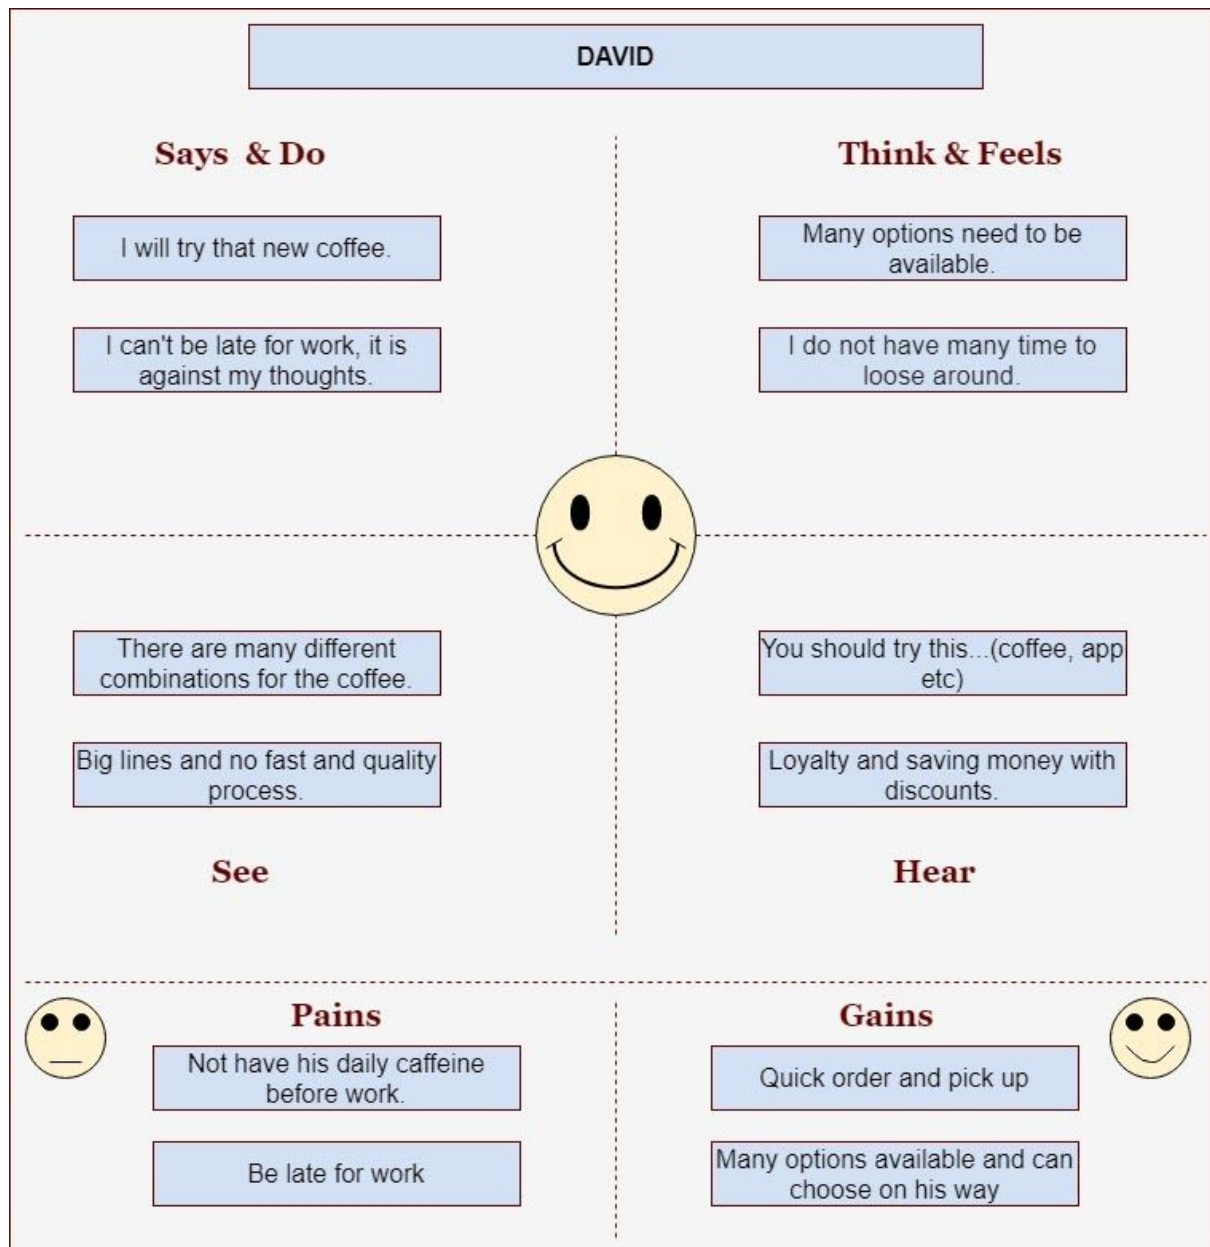 DAVID
Says & Do
Think & Feels
I will try that new coffee.
Many options need to be
available.
I can't be late for work, it is
against my thoughts.
I do not have many time to
loose around.
There are many different
combinations for the coffee.
You should try this...(coffee, app
etc)
Big lines and no fast and quality
process.
Loyalty and saving money with
discounts.
See
Hear
Pains
Gains
Not have his daily caffeine
before work.
Quick order and pick up
Be late for work
Many options available and can
choose on his way